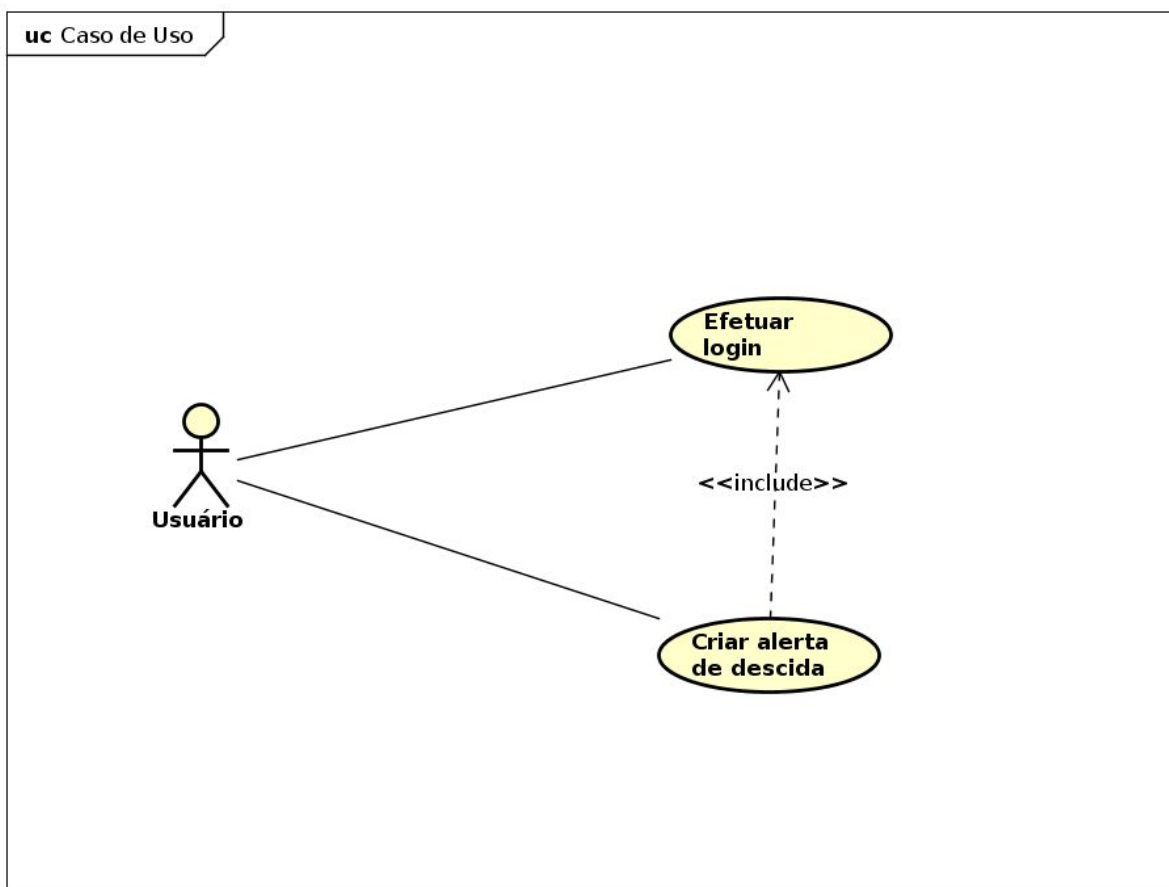 uc Caso de Uso
Efetuar
login
<<include>>
Usuário
Criar alerta
de descida